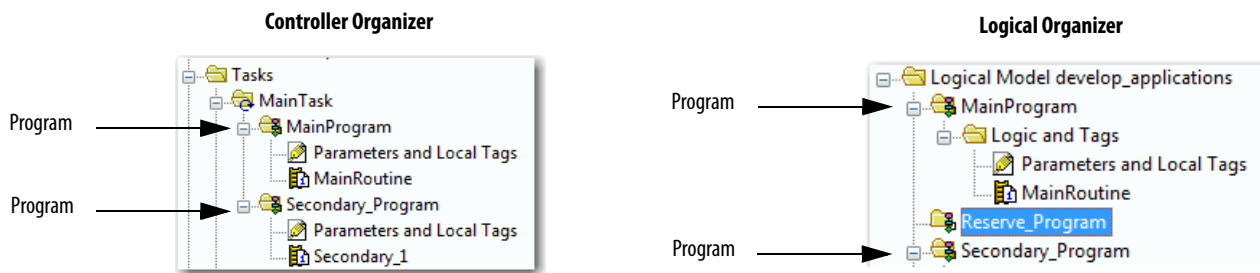 Controller Organizer
Tasks
MainTask
Program
MainProgram
Parameters and Local Tags
MainRoutine
Program
Secondary_Program
Parameters and Local Tags
Secondary_1
Logical Organizer
Logical Model develop_applications
Program
MainProgram
Logic and Tags
Parameters and Local Tags
MainRoutine
Reserve_Program
Program
Secondary_Program